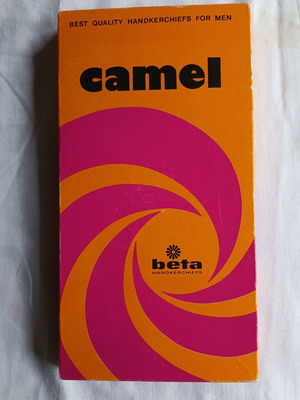 BEST QUALITY HANDKERCHIEFS FOR MEN
camel
beta
HANDKERCHIEFS